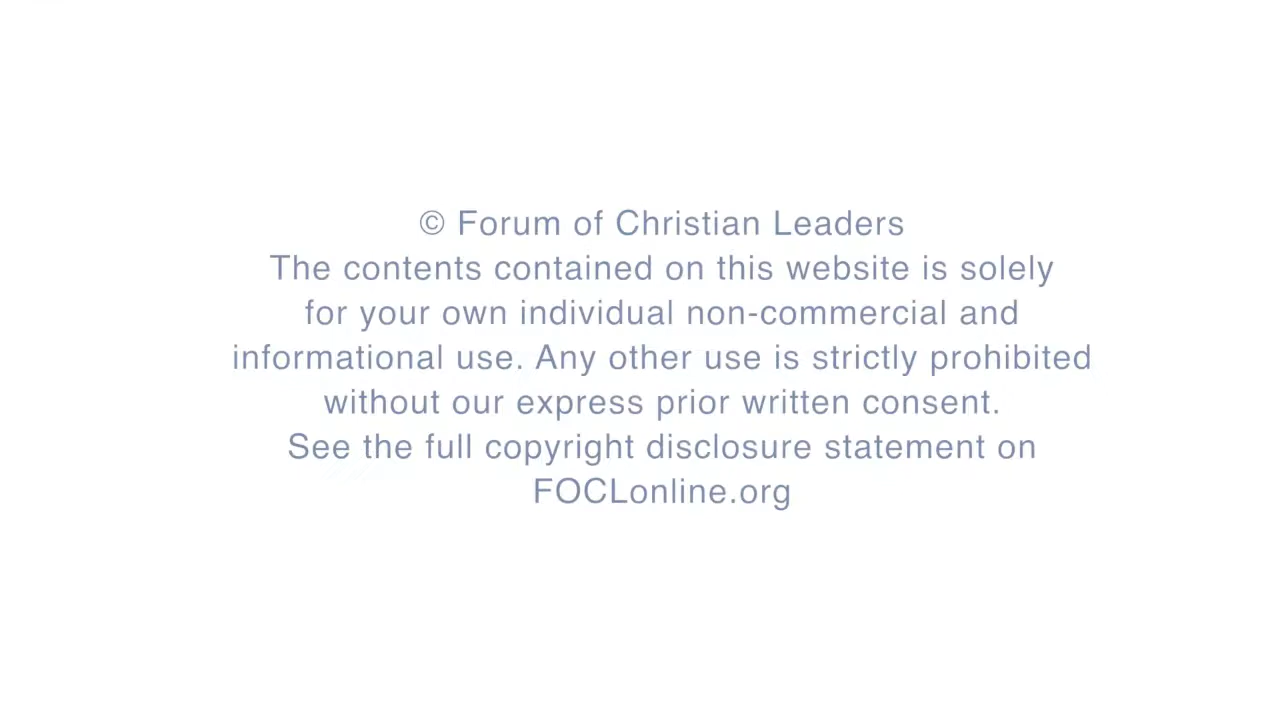 © Forum of Christian Leaders
The contents contained on this website is solely
for your own individual non-commercial and
informational use. Any other use is strictly prohibited
without our express prior written consent.
See the full copyright disclosure statement on
FOCLonline.org